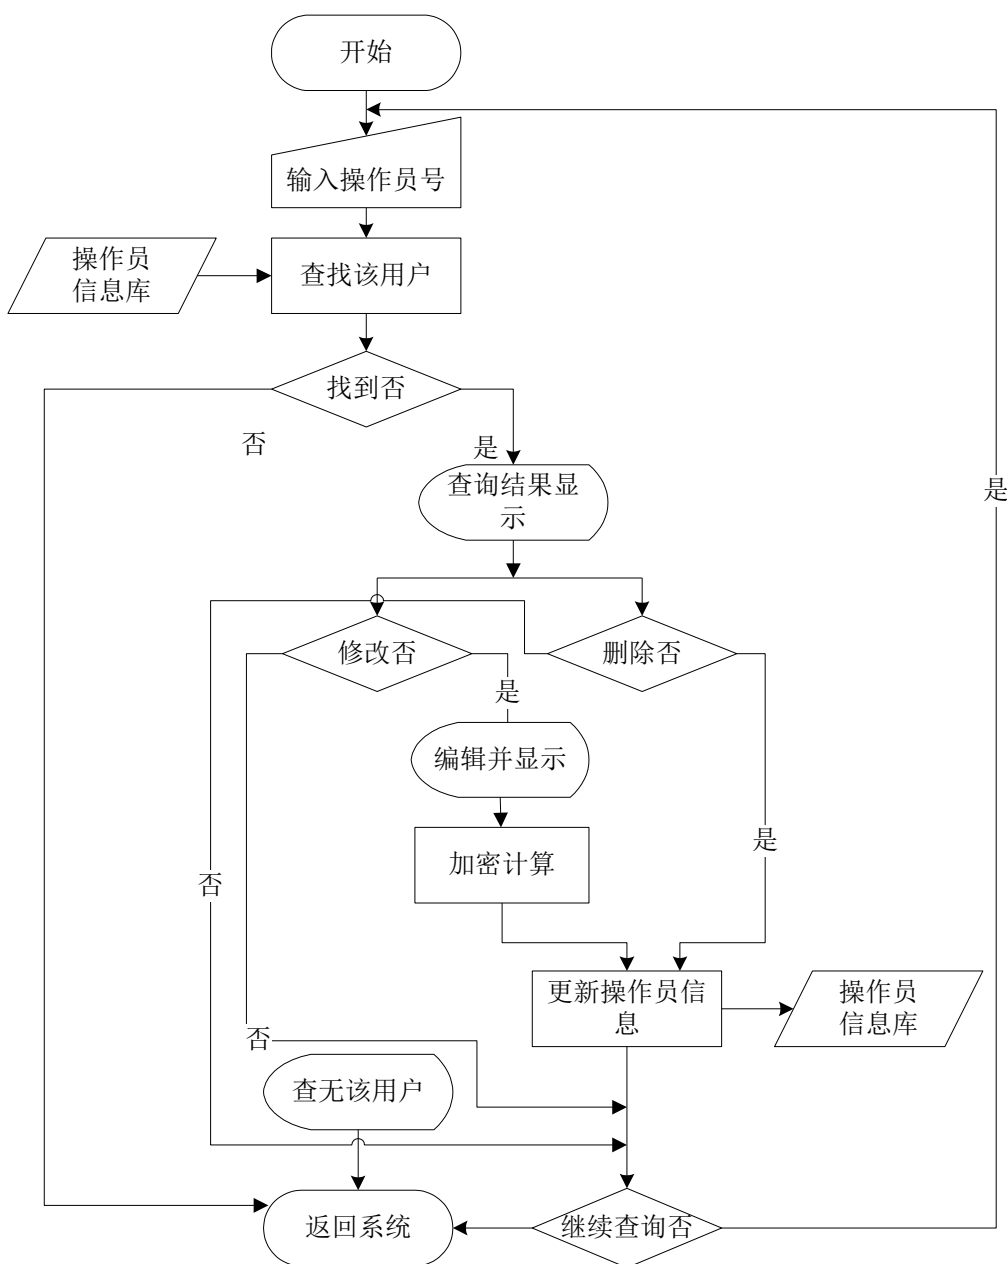 开始
输入操作员号
操作员
信息库
查找该用户
找到否
否
是
查询结果显
示
是
修改否
删除否
是
编辑并显示
是
加密计算
否
更新操作员信
息
操作员
信息库
否
查无该用户
返回系统
继续查询否